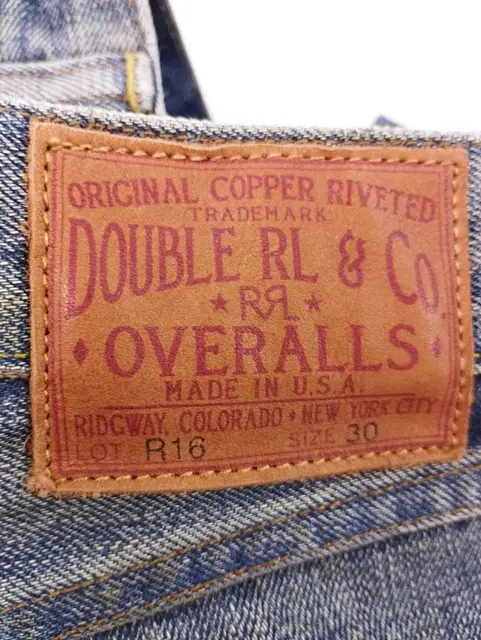 ORIGINAL COPPER RIVETED
TRADEMARK
DOUBLE RL & CO.
★ RRL ★
♦ OVERALLS ♦
MADE IN U.S.A.
RIDGWAY, COLORADO • NEW YORK CITY
LOT R16 SIZE 30